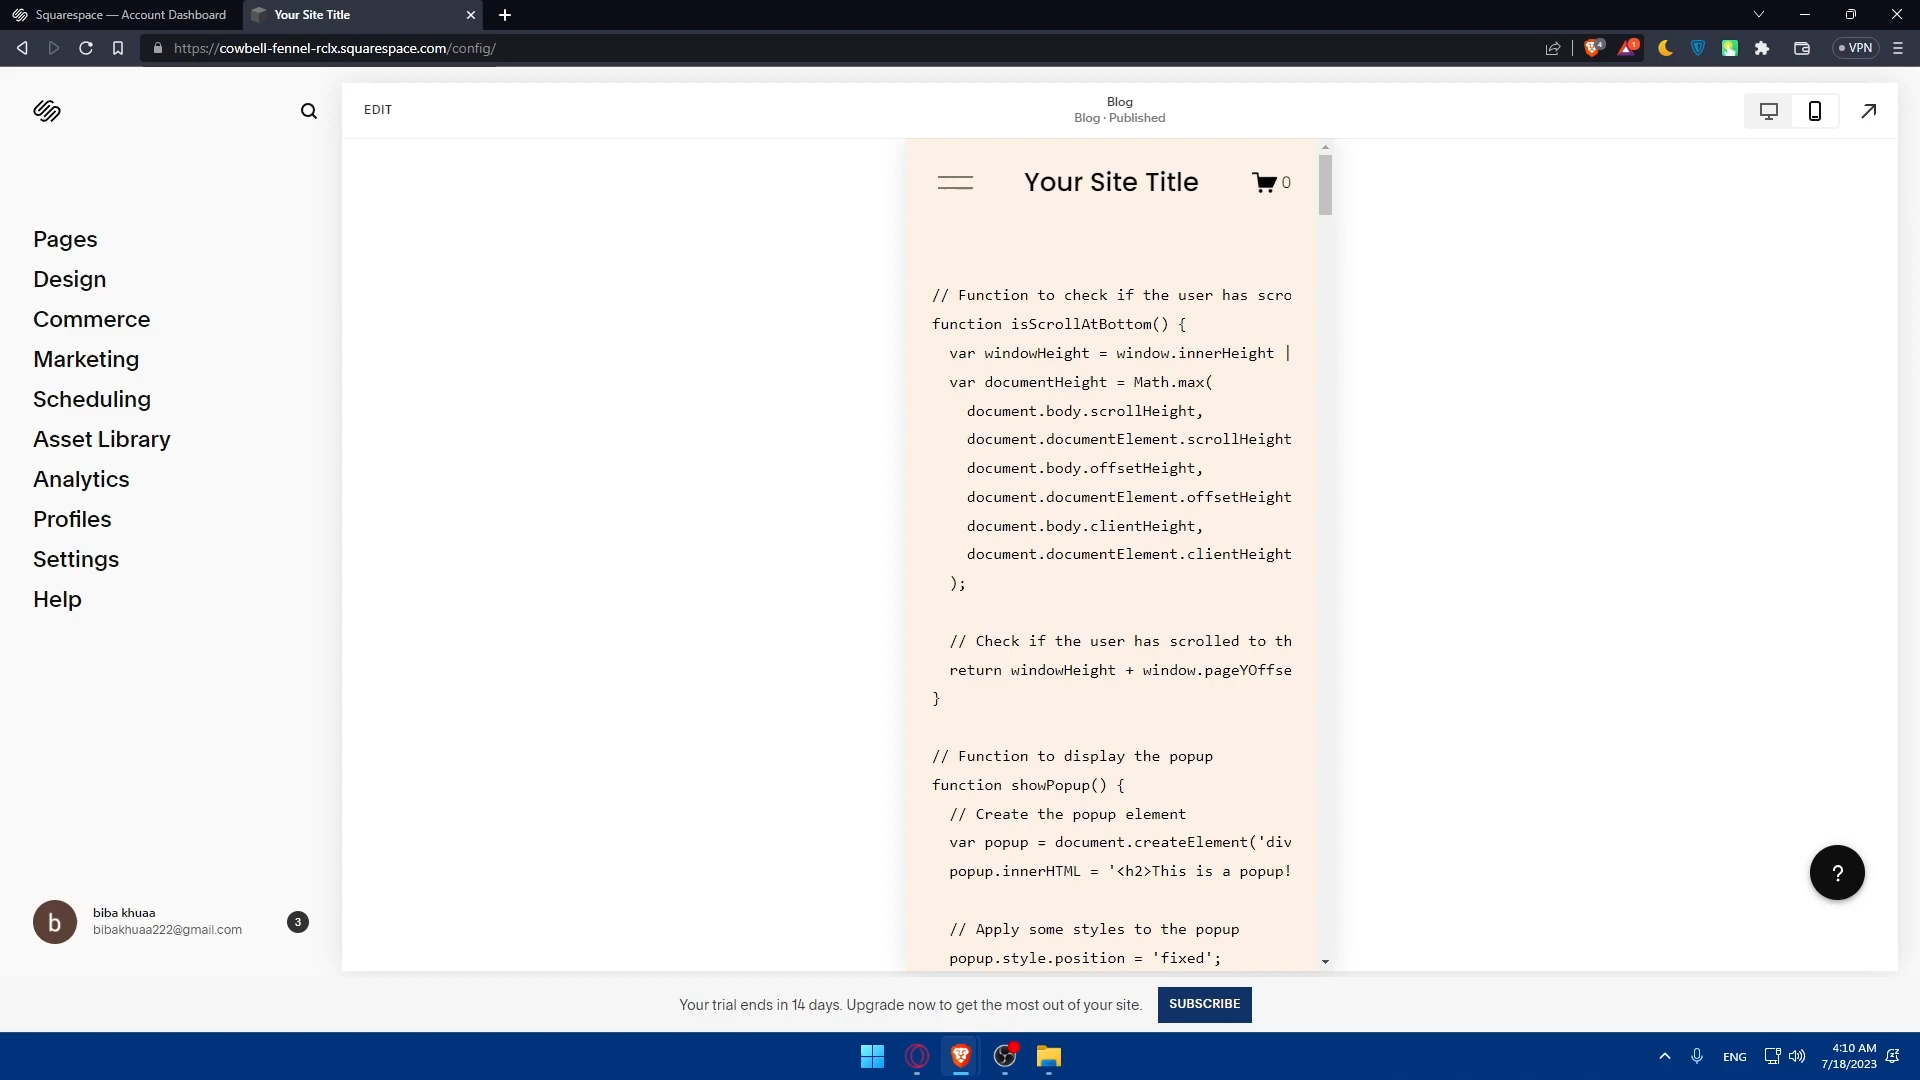 Squarespace — Account Dashboard
Your Site Title
https://cowbell-fennel-rclx.squarespace.com/config/
4
1
VPN
EDIT
Blog
Blog · Published
Pages
Design
Commerce
Marketing
Scheduling
Asset Library
Analytics
Profiles
Settings
Help
Your Site Title
0
// Function to check if the user has scro
function isScrollAtBottom() {
var windowHeight = window.innerHeight |
var documentHeight = Math.max(
document.body.scrollHeight,
document.documentElement.scrollHeight
document.body.offsetHeight,
document.documentElement.offsetHeight
document.body.clientHeight,
document.documentElement.clientHeight
);
// Check if the user has scrolled to th
return windowHeight + window.pageYOffse
}
// Function to display the popup
function showPopup() {
// Create the popup element
var popup = document.createElement('div
popup.innerHTML = '<h2>This is a popup!
// Apply some styles to the popup
popup.style.position = 'fixed';
?
b
biba khuaa
bibakhuaa222@gmail.com
3
Your trial ends in 14 days. Upgrade now to get the most out of your site.
SUBSCRIBE
ENG
4:10 AM
7/18/2023